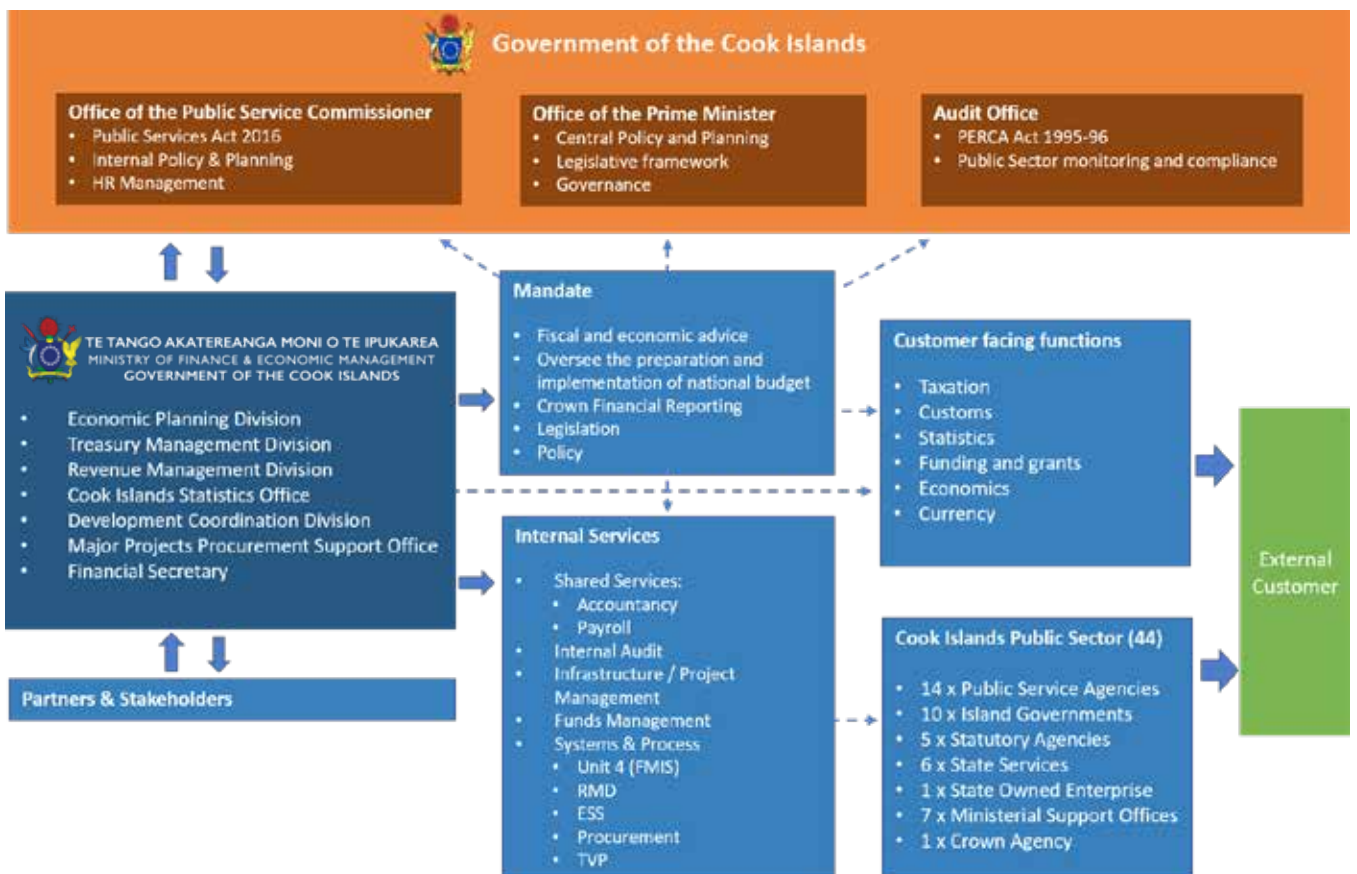 Government of the Cook Islands
Office of the Public Service Commissioner
• Public Services Act 2016
• Internal Policy & Planning
• HR Management
Office of the Prime Minister
• Central Policy and Planning
• Legislative framework
• Governance
Audit Office
• PERCA Act 1995-96
• Public Sector monitoring and compliance
TE TANGO AKATEREANGA MONI O TE IPUKAREA
MINISTRY OF FINANCE & ECONOMIC MANAGEMENT
GOVERNMENT OF THE COOK ISLANDS
• Economic Planning Division
• Treasury Management Division
• Revenue Management Division
• Cook Islands Statistics Office
• Development Coordination Division
• Major Projects Procurement Support Office
• Financial Secretary
Partners & Stakeholders
Mandate
• Fiscal and economic advice
• Oversee the preparation and
implementation of national budget
• Crown Financial Reporting
• Legislation
• Policy
Internal Services
• Shared Services:
• Accountancy
• Payroll
• Internal Audit
• Infrastructure / Project
Management
• Funds Management
• Systems & Process
• Unit 4 (FMIS)
• RMD
• ESS
• Procurement
• TVP
Customer facing functions
• Taxation
• Customs
• Statistics
• Funding and grants
• Economics
• Currency
Cook Islands Public Sector (44)
• 14 x Public Service Agencies
• 10 x Island Governments
• 5 x Statutory Agencies
• 6 x State Services
• 1 x State Owned Enterprise
• 7 x Ministerial Support Offices
• 1 x Crown Agency
External
Customer